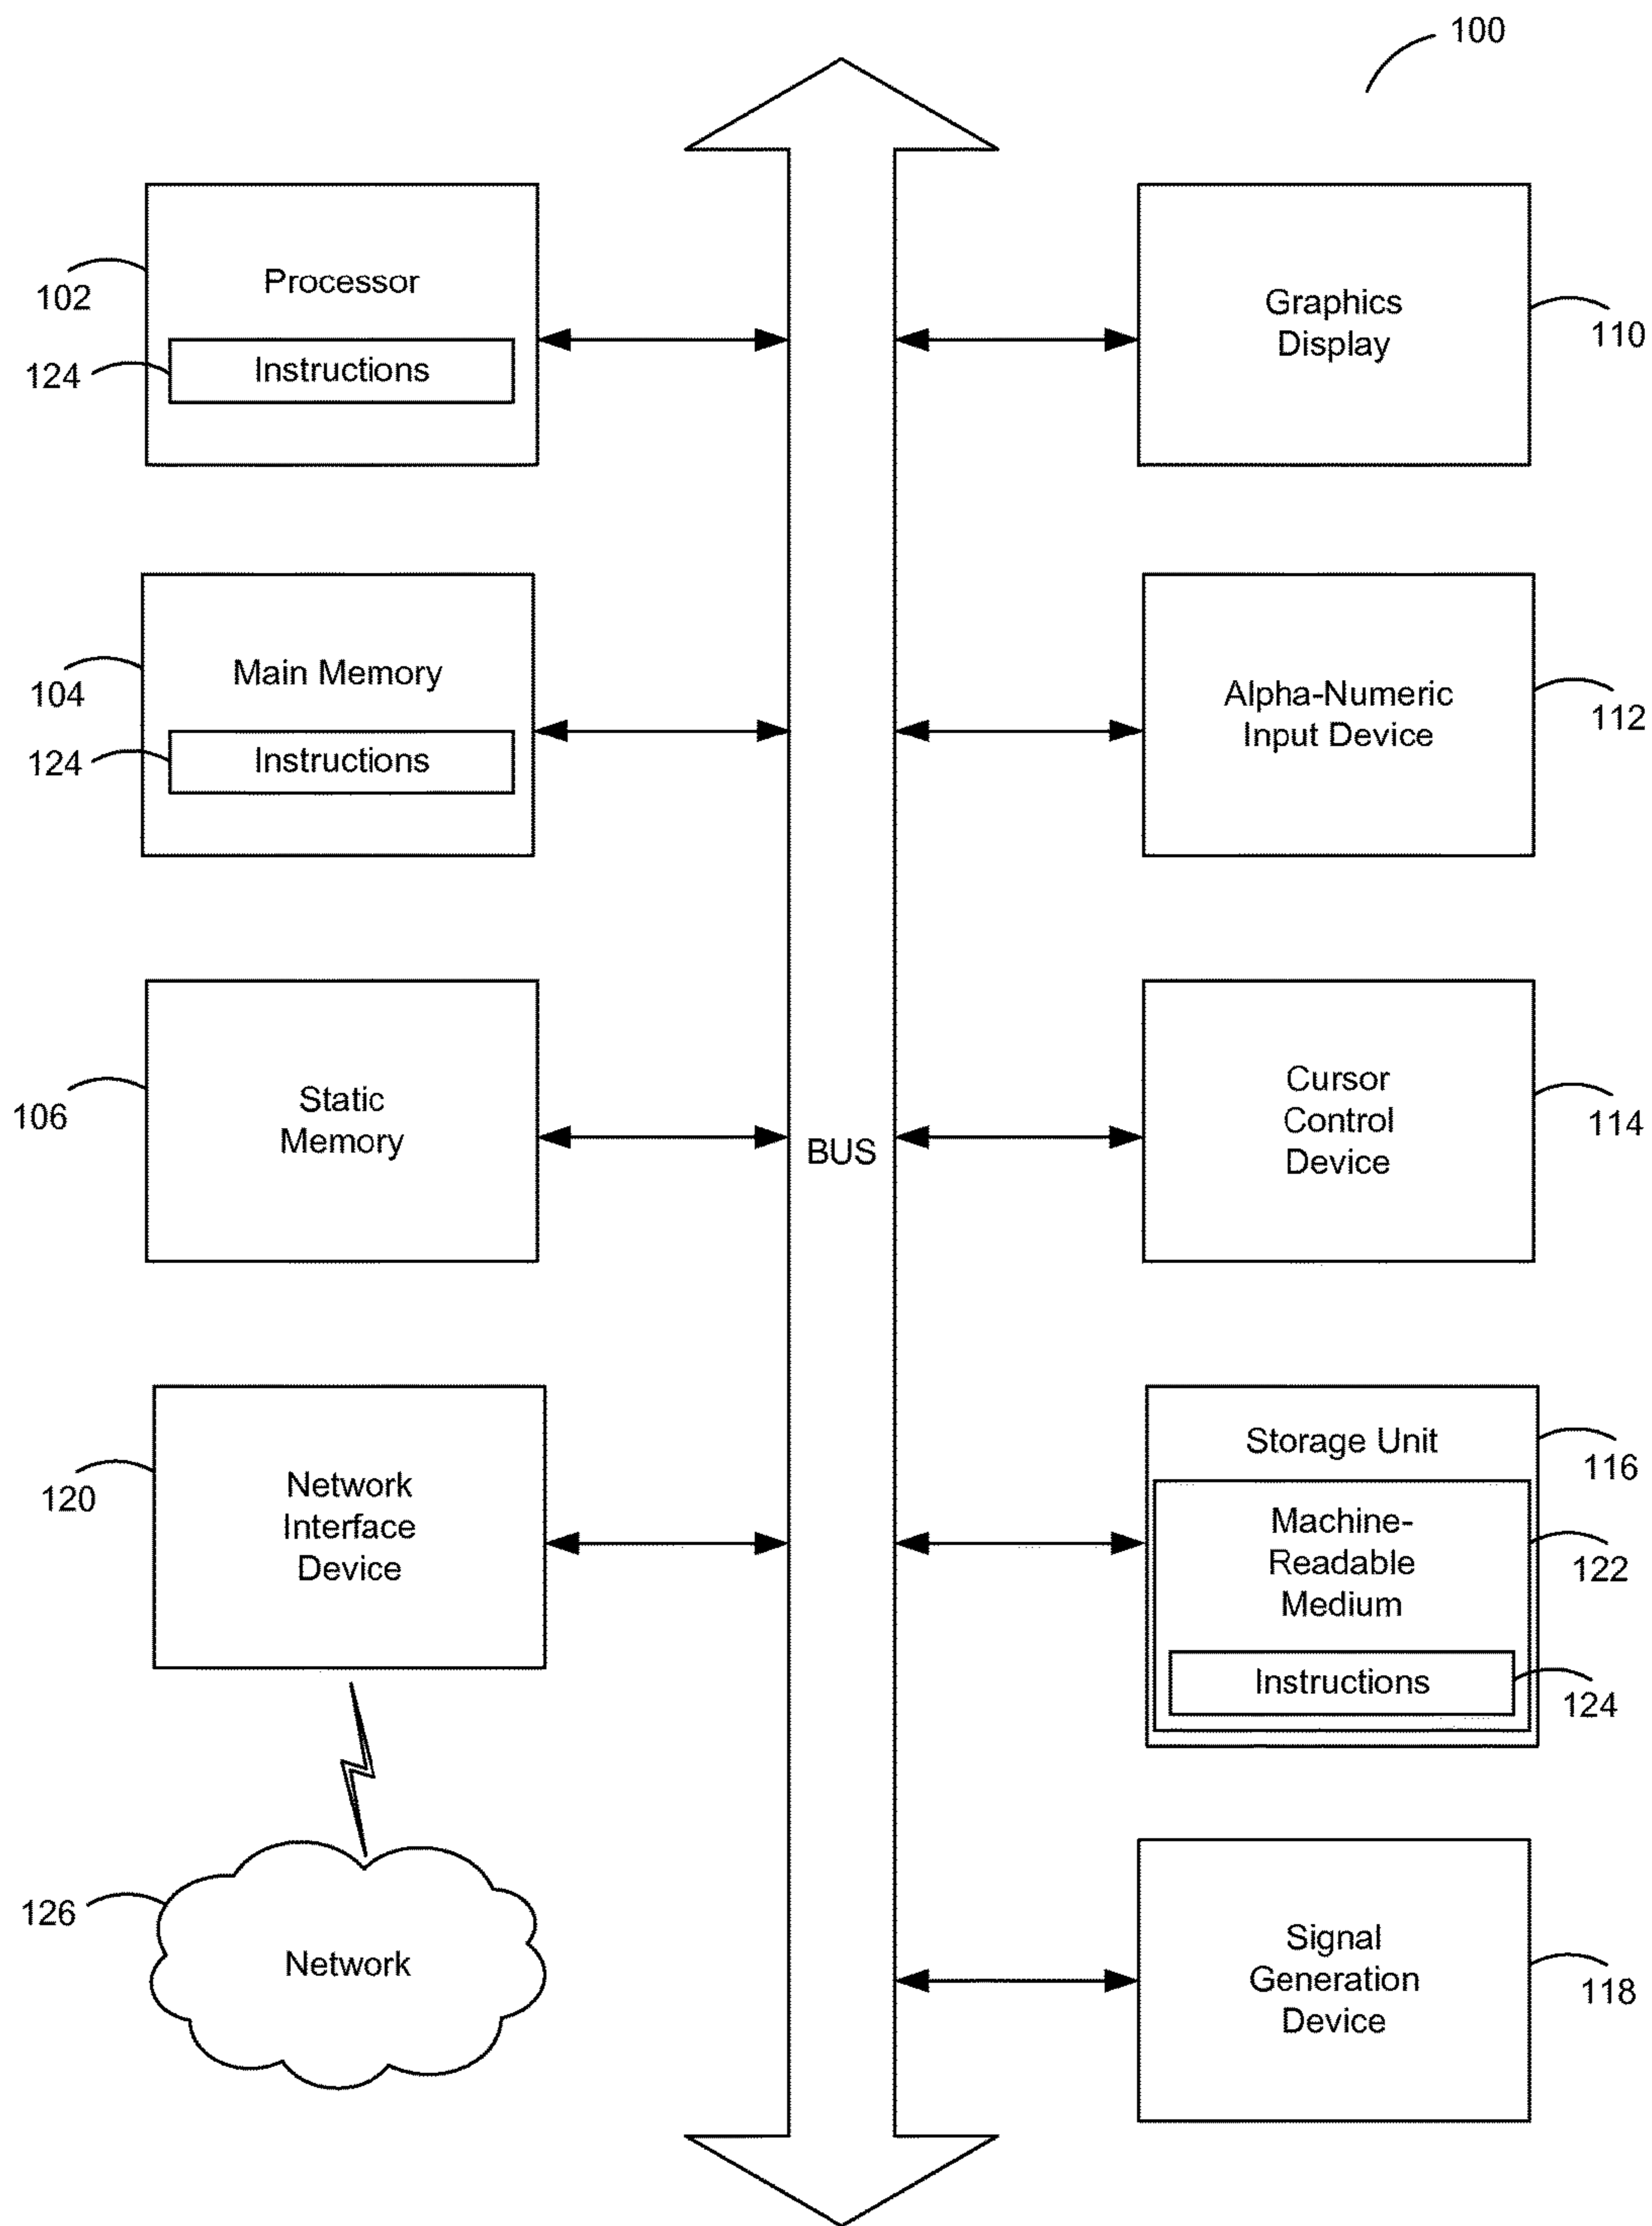 100
Processor
102
Instructions
124
Graphics
Display
110
Main Memory
104
Instructions
124
Alpha-Numeric
Input Device
112
Static
Memory
106
BUS
Cursor
Control
Device
114
Network
Interface
Device
120
Storage Unit
116
Machine-
Readable
Medium
122
Instructions
124
126
Network
Signal
Generation
Device
118